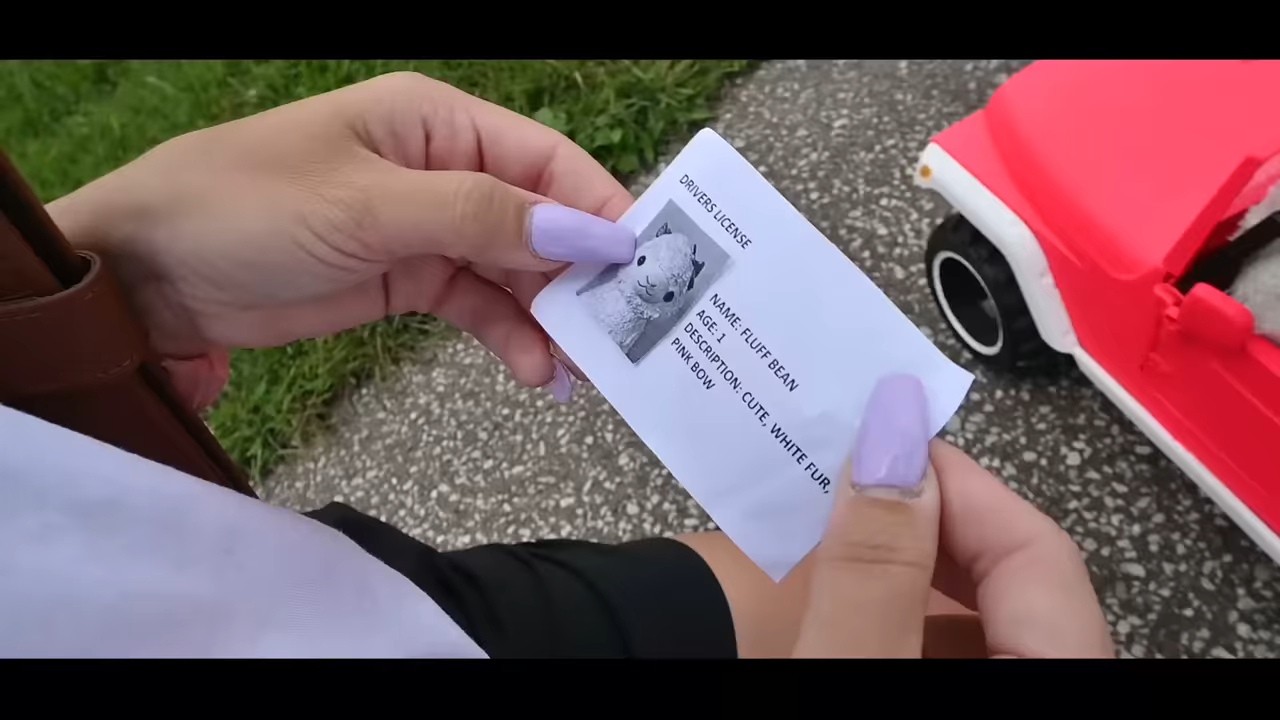 DRIVERS LICENSE
NAME: FLUFF BEAN
AGE: 1
DESCRIPTION: CUTE, WHITE FUR,
PINK BOW